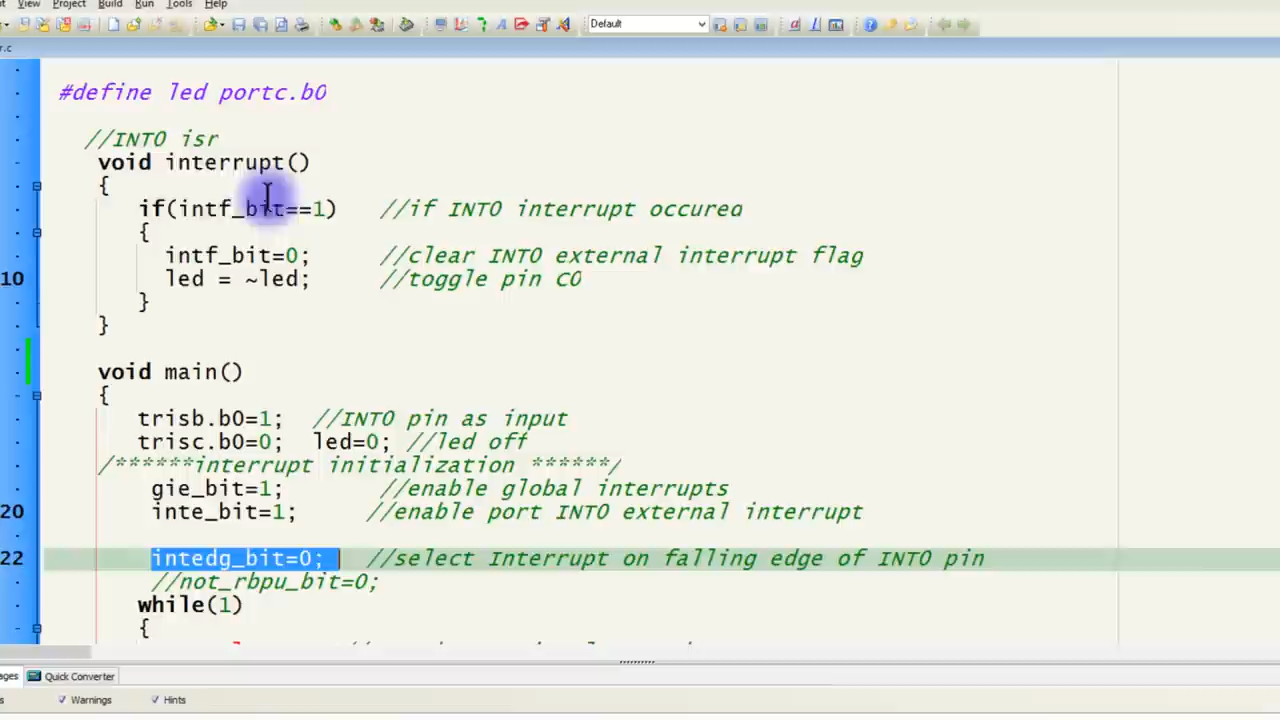 View Project Build Run Tools Help
Default
r.c
#define led portc.b0
//INT0 isr
void interrupt()
{
if(intf_bit==1) //if INT0 interrupt occured
{
intf_bit=0; //clear INT0 external interrupt flag
10 led = ~led; //toggle pin C0
}
}
void main()
{
trisb.b0=1; //INT0 pin as input
trisc.b0=0; led=0; //led off
/******interrupt initialization ******/
gie_bit=1; //enable global interrupts
20 inte_bit=1; //enable port INT0 external interrupt
22 intedg_bit=0; //select Interrupt on falling edge of INT0 pin
//not_rbpu_bit=0;
while(1)
{
Quick Converter
Warnings Hints